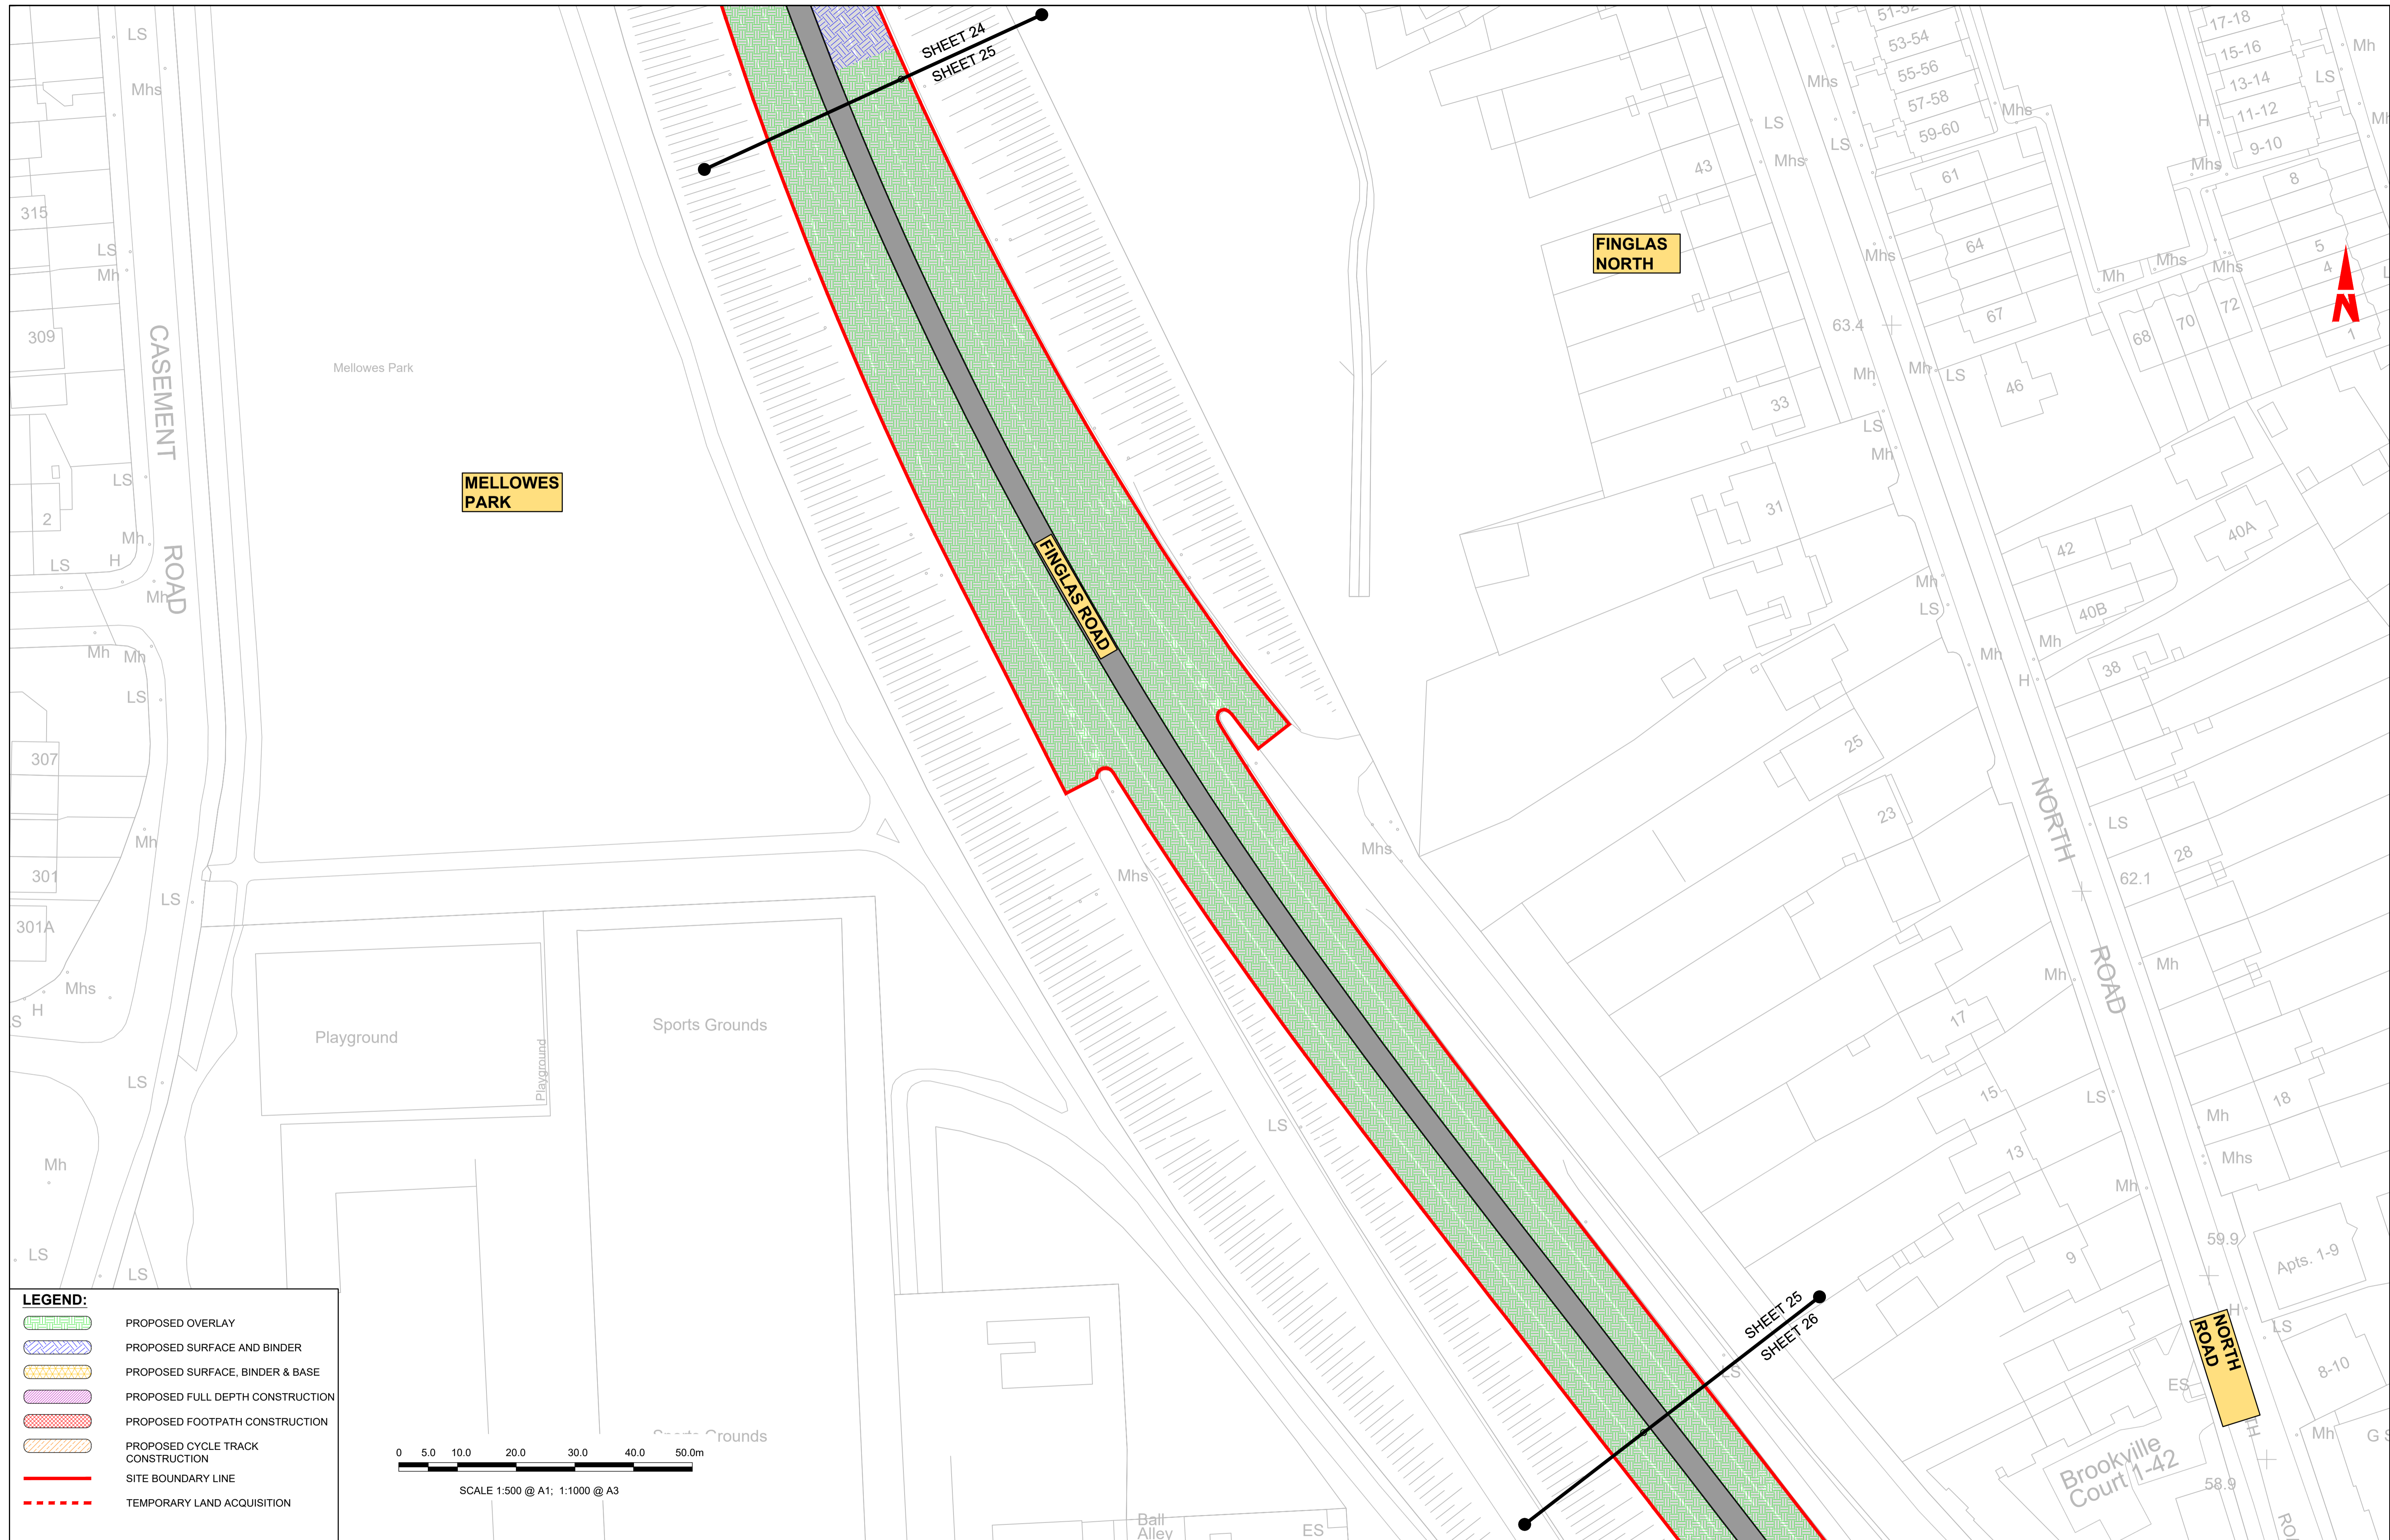 SHEET 24
SHEET 25
LS
Mhs
315
LS
Mh
309
CASEMENT
ROAD
LS
2
Mh
LS
H
Mh
Mh
Mh
LS
307
Mh
301
LS
301A
Mhs
H
S
LS
Mh
LS
LS
Mellowes Park
MELLOWES
PARK
FINGLAS ROAD
FINGLAS
NORTH
Playground
Playground
Sports Grounds
Sports Grounds
Mhs
LS
Mhs
Ball
Alley
ES
51-52
53-54
55-56
57-58
59-60
Mhs
LS
LS
Mhs
Mhs
43
61
64
67
Mhs
63.4
Mh
Mh
LS
46
33
LS
Mh
31
17-18
15-16
13-14
11-12
9-10
Mh
LS
Mh
H
Mhs
8
5
4
1
Mhs
Mhs
Mh
68
70
72
L
N
42
40A
40B
Mh
LS
Mh
Mh
H
38
25
23
NORTH
ROAD
LS
28
62.1
Mh
Mh
17
15
13
LS
18
Mh
Mhs
Mh
9
59.9
Apts. 1-9
H
LS
NORTH
ROAD
8-10
ES
TH
Mh
G S
Brookville
Court 1-42
58.9
RO
LS
SHEET 25
SHEET 26
LEGEND:
PROPOSED OVERLAY
PROPOSED SURFACE AND BINDER
PROPOSED SURFACE, BINDER & BASE
PROPOSED FULL DEPTH CONSTRUCTION
PROPOSED FOOTPATH CONSTRUCTION
PROPOSED CYCLE TRACK
CONSTRUCTION
SITE BOUNDARY LINE
TEMPORARY LAND ACQUISITION
0 5.0 10.0 20.0 30.0 40.0 50.0m
SCALE 1:500 @ A1; 1:1000 @ A3